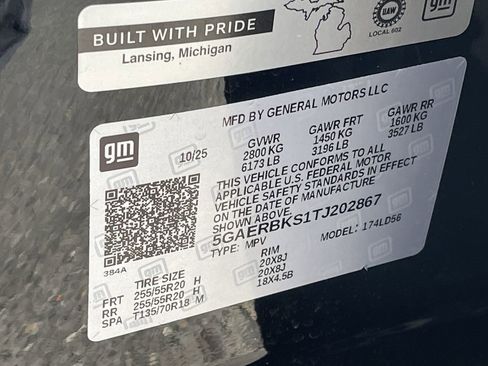 BUILT WITH PRIDE
Lansing, Michigan
UAW
LOCAL 602
gm
gm
10/25
MFD BY GENERAL MOTORS LLC
GVWR GAWR FRT GAWR RR
2800 KG 1450 KG 1600 KG
6173 LB 3196 LB 3527 LB
THIS VEHICLE CONFORMS TO ALL
APPLICABLE U.S. FEDERAL MOTOR
VEHICLE SAFETY STANDARDS IN EFFECT
ON THE DATE OF MANUFACTURE
5GAERBKS1TJ202867
TYPE: MPV MODEL: 174LD56
384A
TIRE SIZE RIM
FRT 255/55R20 H 20X8J
RR 255/55R20 H 20X8J
SPA T135/70R18 M 18X4.5B